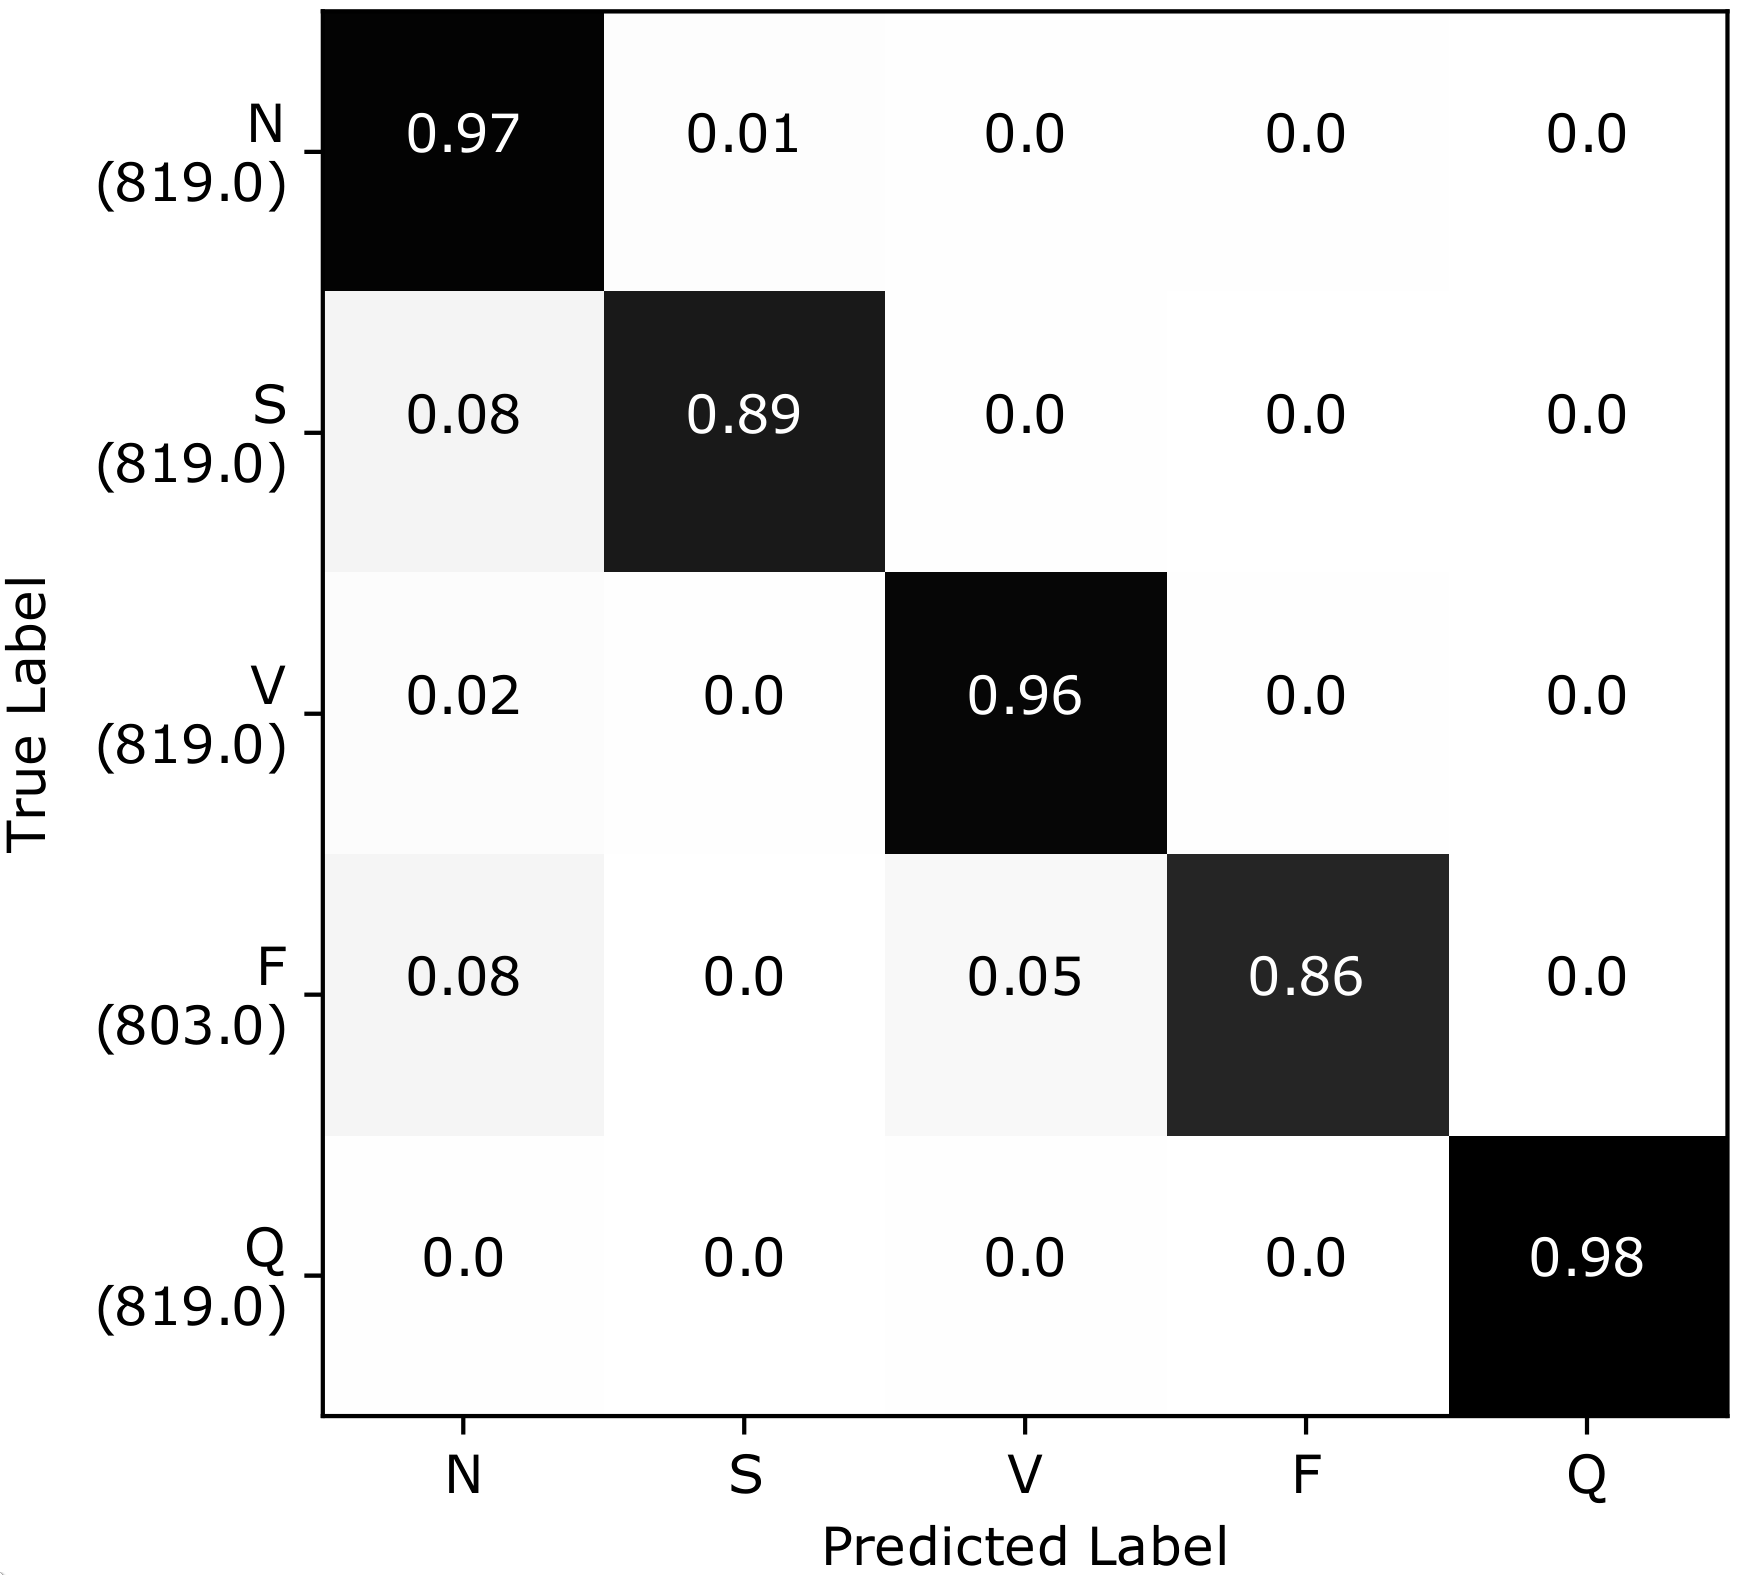 N
(819.0)
0.97 0.01 0.0 0.0 0.0
S
(819.0)
0.08 0.89 0.0 0.0 0.0
V
(819.0)
0.02 0.0 0.96 0.0 0.0
F
(803.0)
0.08 0.0 0.05 0.86 0.0
Q
(819.0)
0.0 0.0 0.0 0.0 0.98
True Label
N S V F Q
Predicted Label